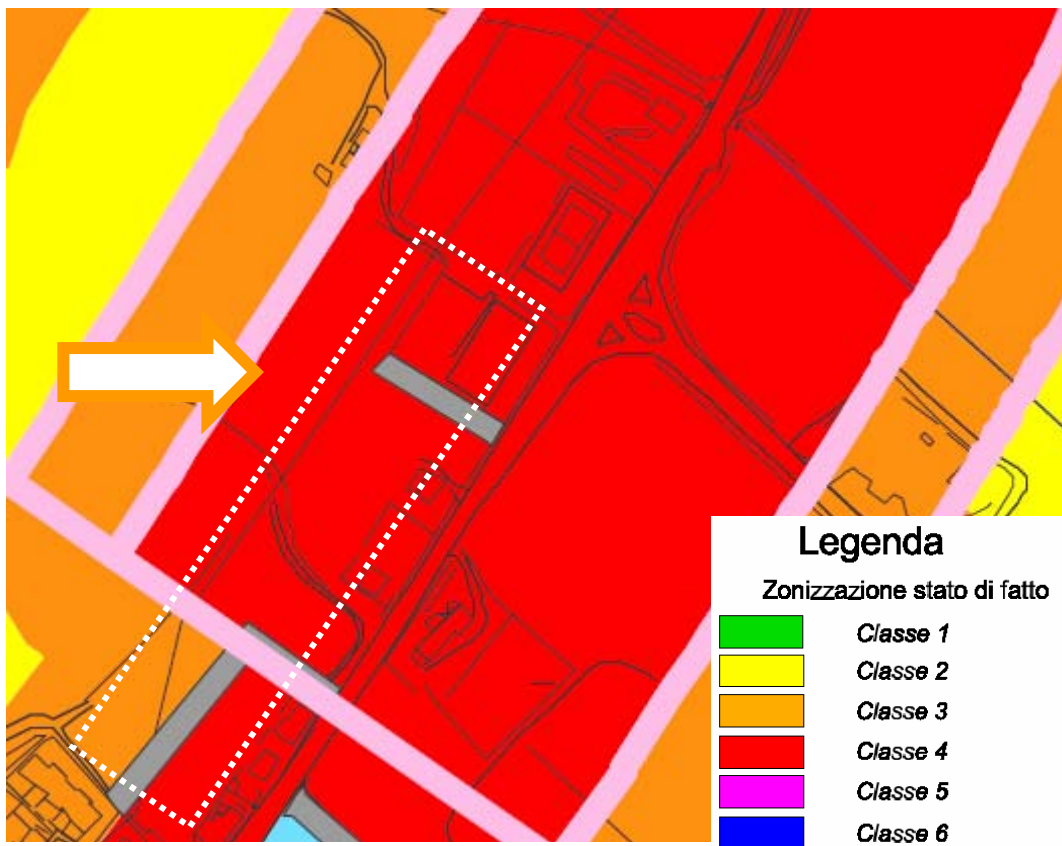 Legenda
Zonizzazione stato di fatto
Classe 1
Classe 2
Classe 3
Classe 4
Classe 5
Classe 6